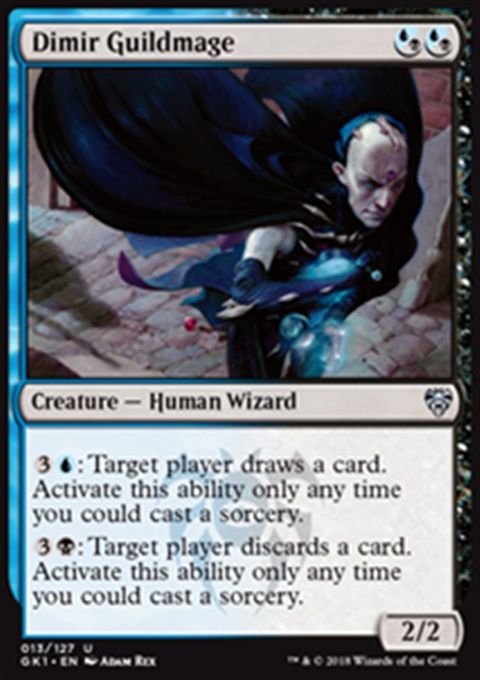 Dimir Guildmage
Creature — Human Wizard
3 : Target player draws a card.
Activate this ability only any time
you could cast a sorcery.
3 : Target player discards a card.
Activate this ability only any time
you could cast a sorcery.
2/2
013/127 U
GK1 • EN Adam Rex
™ & © 2018 Wizards of the Coast